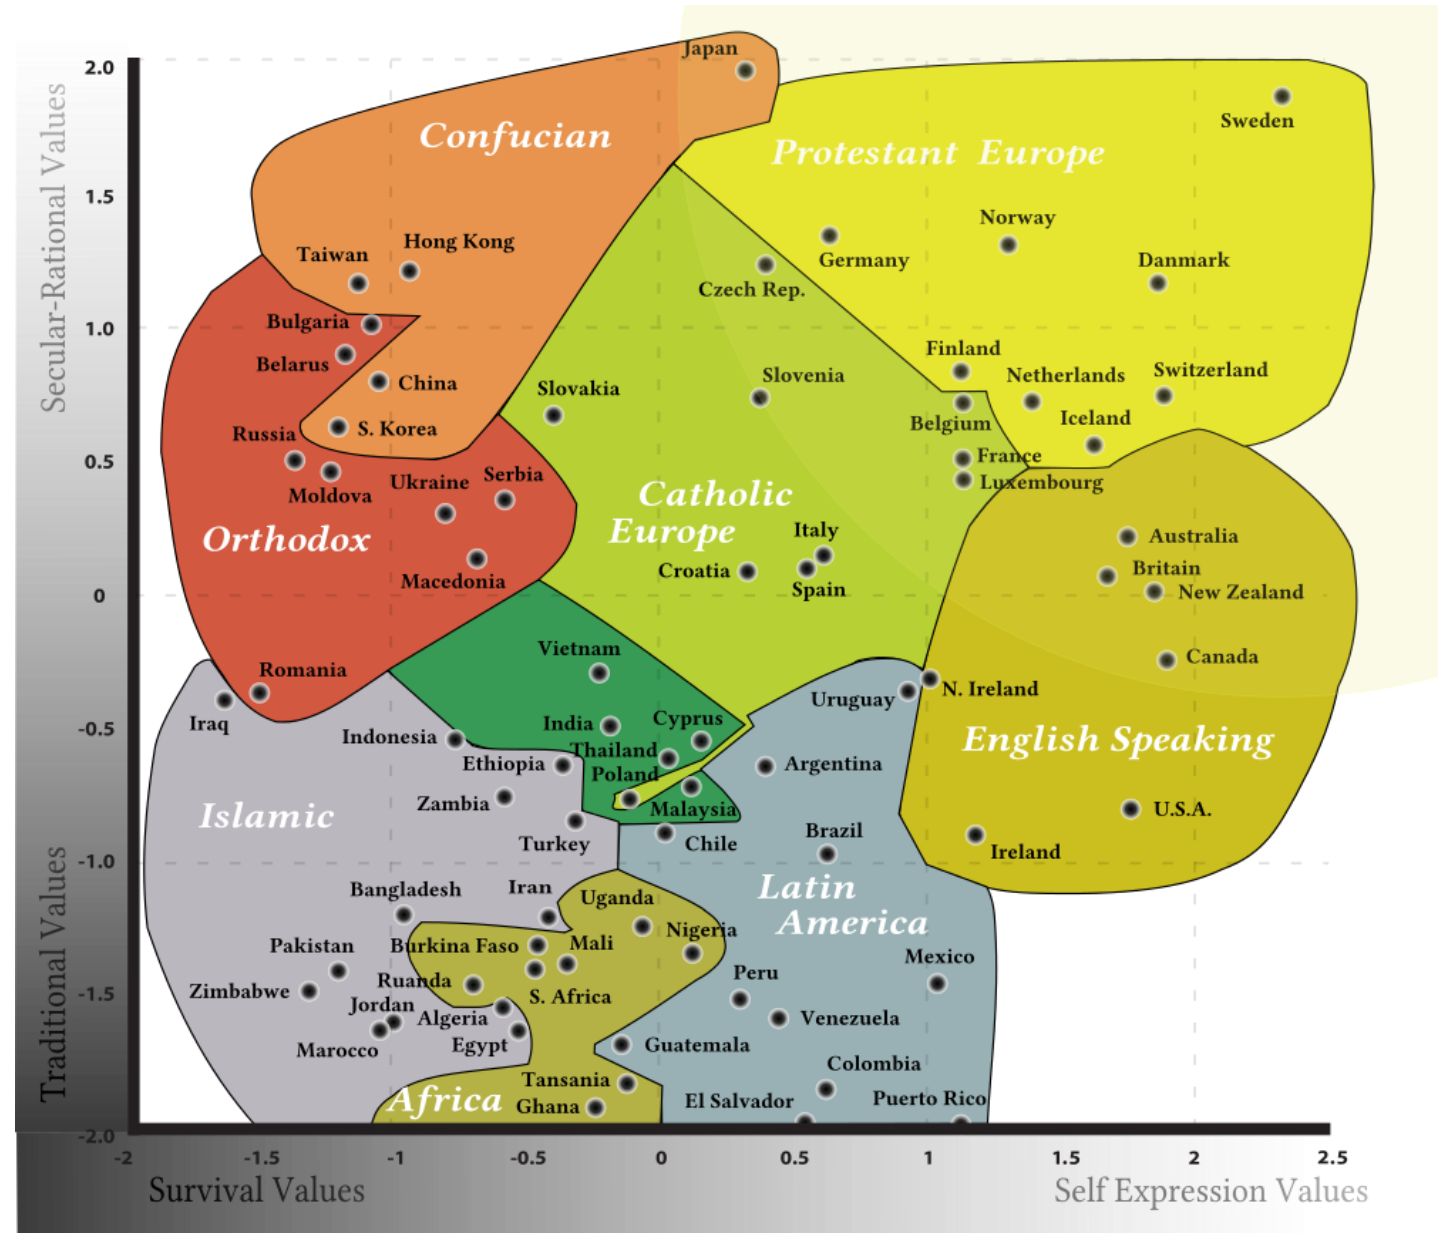 Japan
2.0
Secular-Rational Values
Sweden
Confucian
Protestant Europe
1.5
Norway
Hong Kong
Taiwan
Germany
Danmark
Czech Rep.
Bulgaria
1.0
Belarus
Finland
China
Slovakia
Slovenia
Netherlands
Switzerland
Iceland
Belgium
S. Korea
Russia
France
0.5
Moldova
Ukraine
Serbia
Luxembourg
Catholic
Europe
Orthodox
Italy
Australia
Croatia
Britain
Macedonia
Spain
New Zealand
0
Vietnam
Canada
Romania
N. Ireland
Uruguay
Iraq
India
Cyprus
-0.5
Indonesia
Thailand
English Speaking
Ethiopia
Poland
Argentina
Zambia
Malaysia
U.S.A.
Islamic
Turkey
Chile
Brazil
Ireland
-1.0
Traditional Values
Bangladesh
Iran
Uganda
Latin
America
Nigeria
Pakistan
Burkina Faso
Mali
Mexico
Peru
Zimbabwe
Ruanda
S. Africa
-1.5
Jordan
Algeria
Venezuela
Marocco
Egypt
Guatemala
Colombia
Tansania
Africa
Ghana
El Salvador
Puerto Rico
-2.0
-2
-1.5
-1
-0.5
0
0.5
1
1.5
2
2.5
Survival Values
Self Expression Values